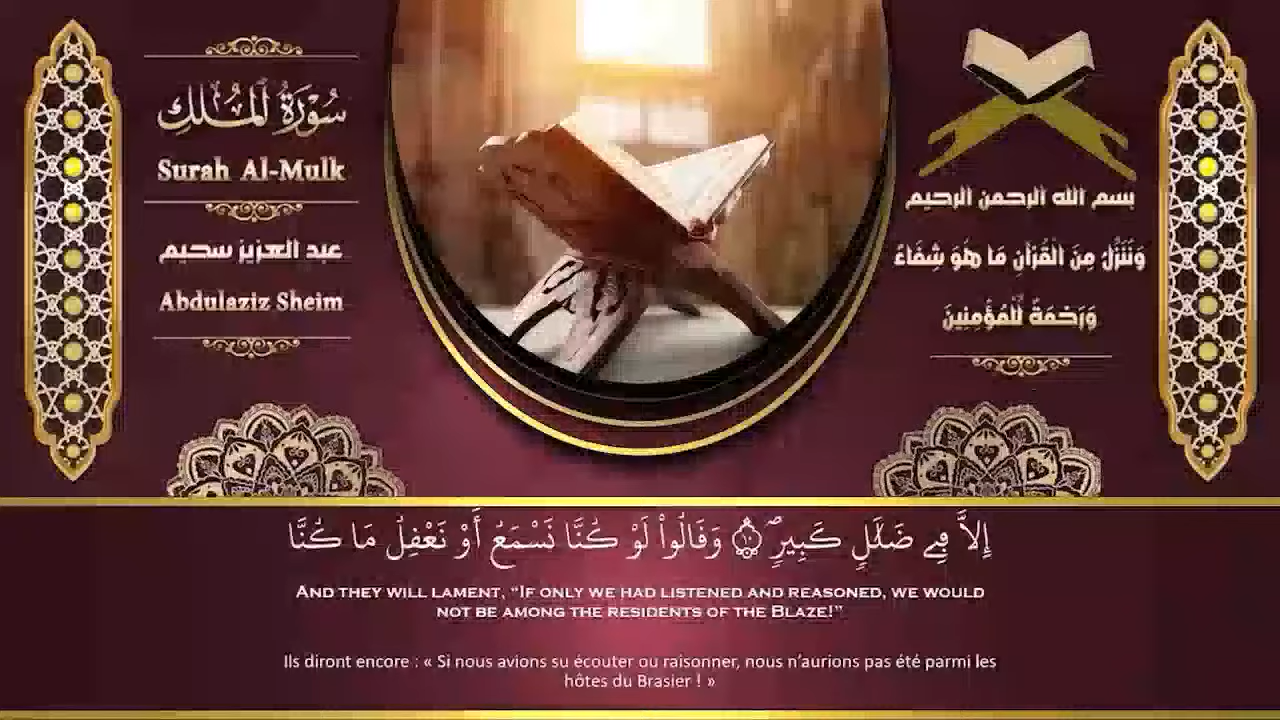 سُورَةُ الْمُلْكِ
Surah Al-Mulk
عبد العزيز سحيم
Abdulaziz Sheim
بسم الله الرحمن الرحيم
وَنُنَزِّلُ مِنَ الْقُرْآنِ مَا هُوَ شِفَاءٌ
وَرَحْمَةٌ لِّلْمُؤْمِنِينَ
إِلاَّ فِے ضَلَٰلٖ كَبِيرٖۖ ١٠ وَقَالُواْ لَوْ كُنَّا نَسْمَعُ أَوْ نَعْقِلُ مَا كُنَّا
And they will lament, “If only we had listened and reasoned, we would
not be among the residents of the Blaze!”
Ils diront encore : « Si nous avions su écouter ou raisonner, nous n’aurions pas été parmi les
hôtes du Brasier ! »